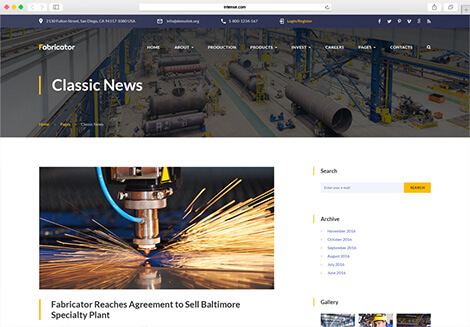 intense.com
2130 Fulton Street, San Diego, CA 94117-1080 USA
info@demolink.org
1-800-1234-567
Login/Register
Fabricator
HOME ABOUT PRODUCTION PRODUCTS INVEST CAREERS PAGES CONTACTS
Classic News
Home Pages Classic News
Search
Enter your e-mail
SEARCH
Archive
November 2016
October 2016
September 2016
August 2016
July 2016
June 2016
Gallery
Fabricator Reaches Agreement to Sell Baltimore
Specialty Plant